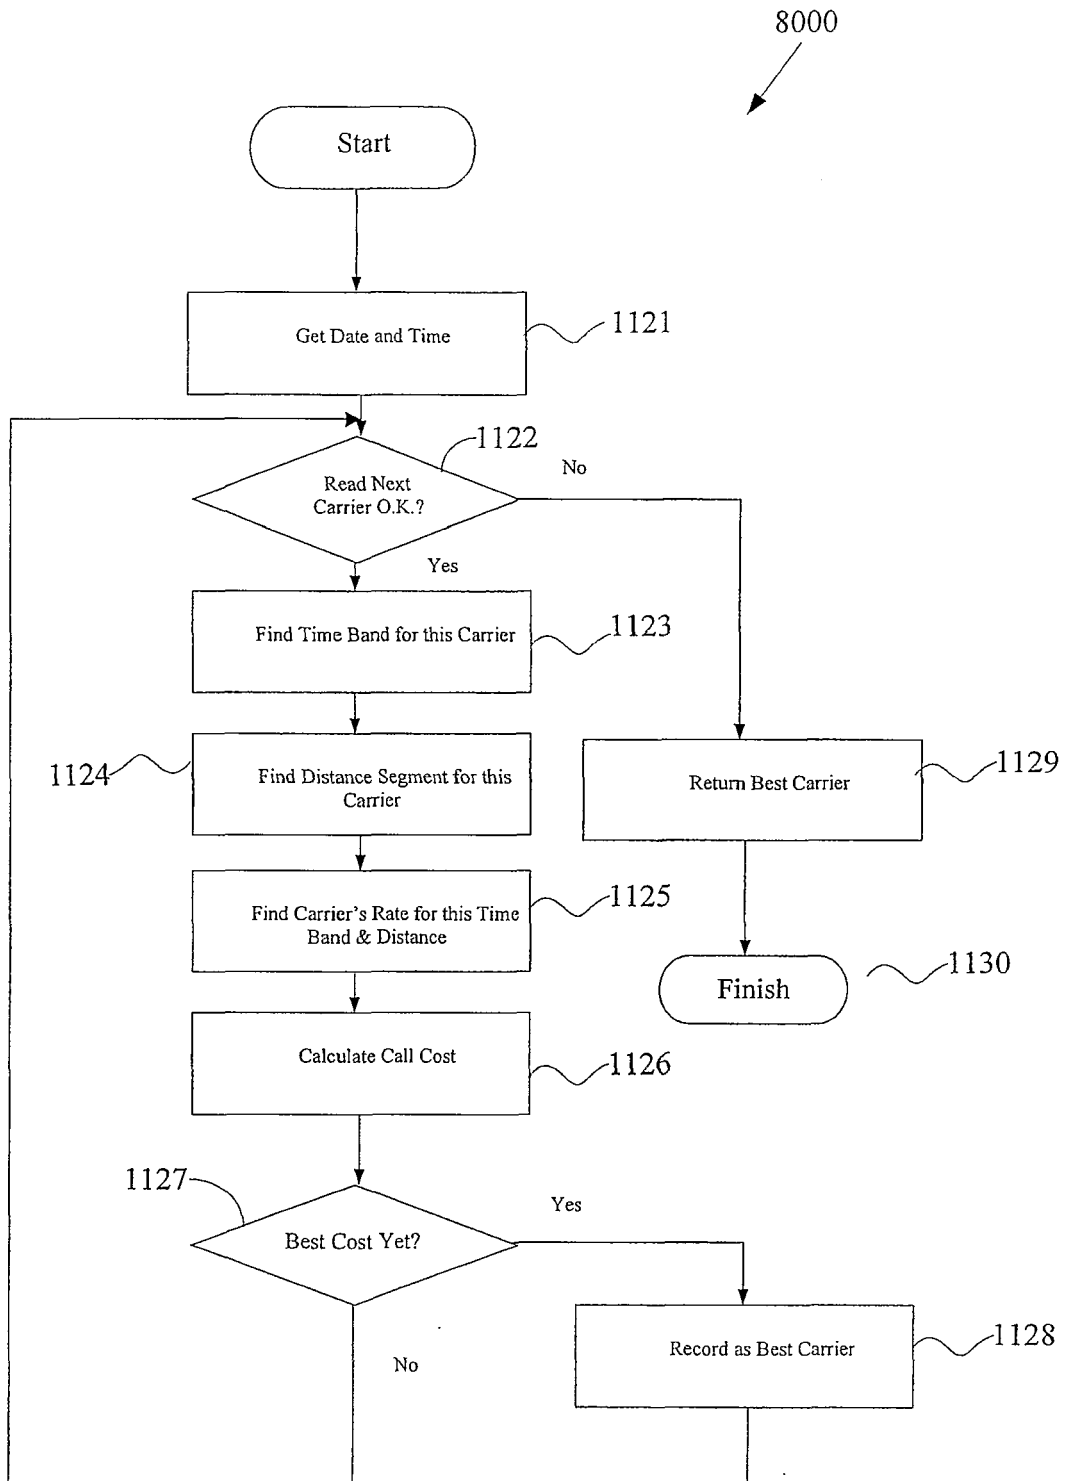 8000
Start
Get Date and Time
1121
1122
No
Read Next
Carrier O.K.?
Yes
Find Time Band for this Carrier
1123
1124
Find Distance Segment for this
Carrier
Return Best Carrier
1129
Find Carrier's Rate for this Time
Band & Distance
1125
Finish
1130
Calculate Call Cost
1126
1127
Yes
Best Cost Yet?
Record as Best Carrier
1128
No